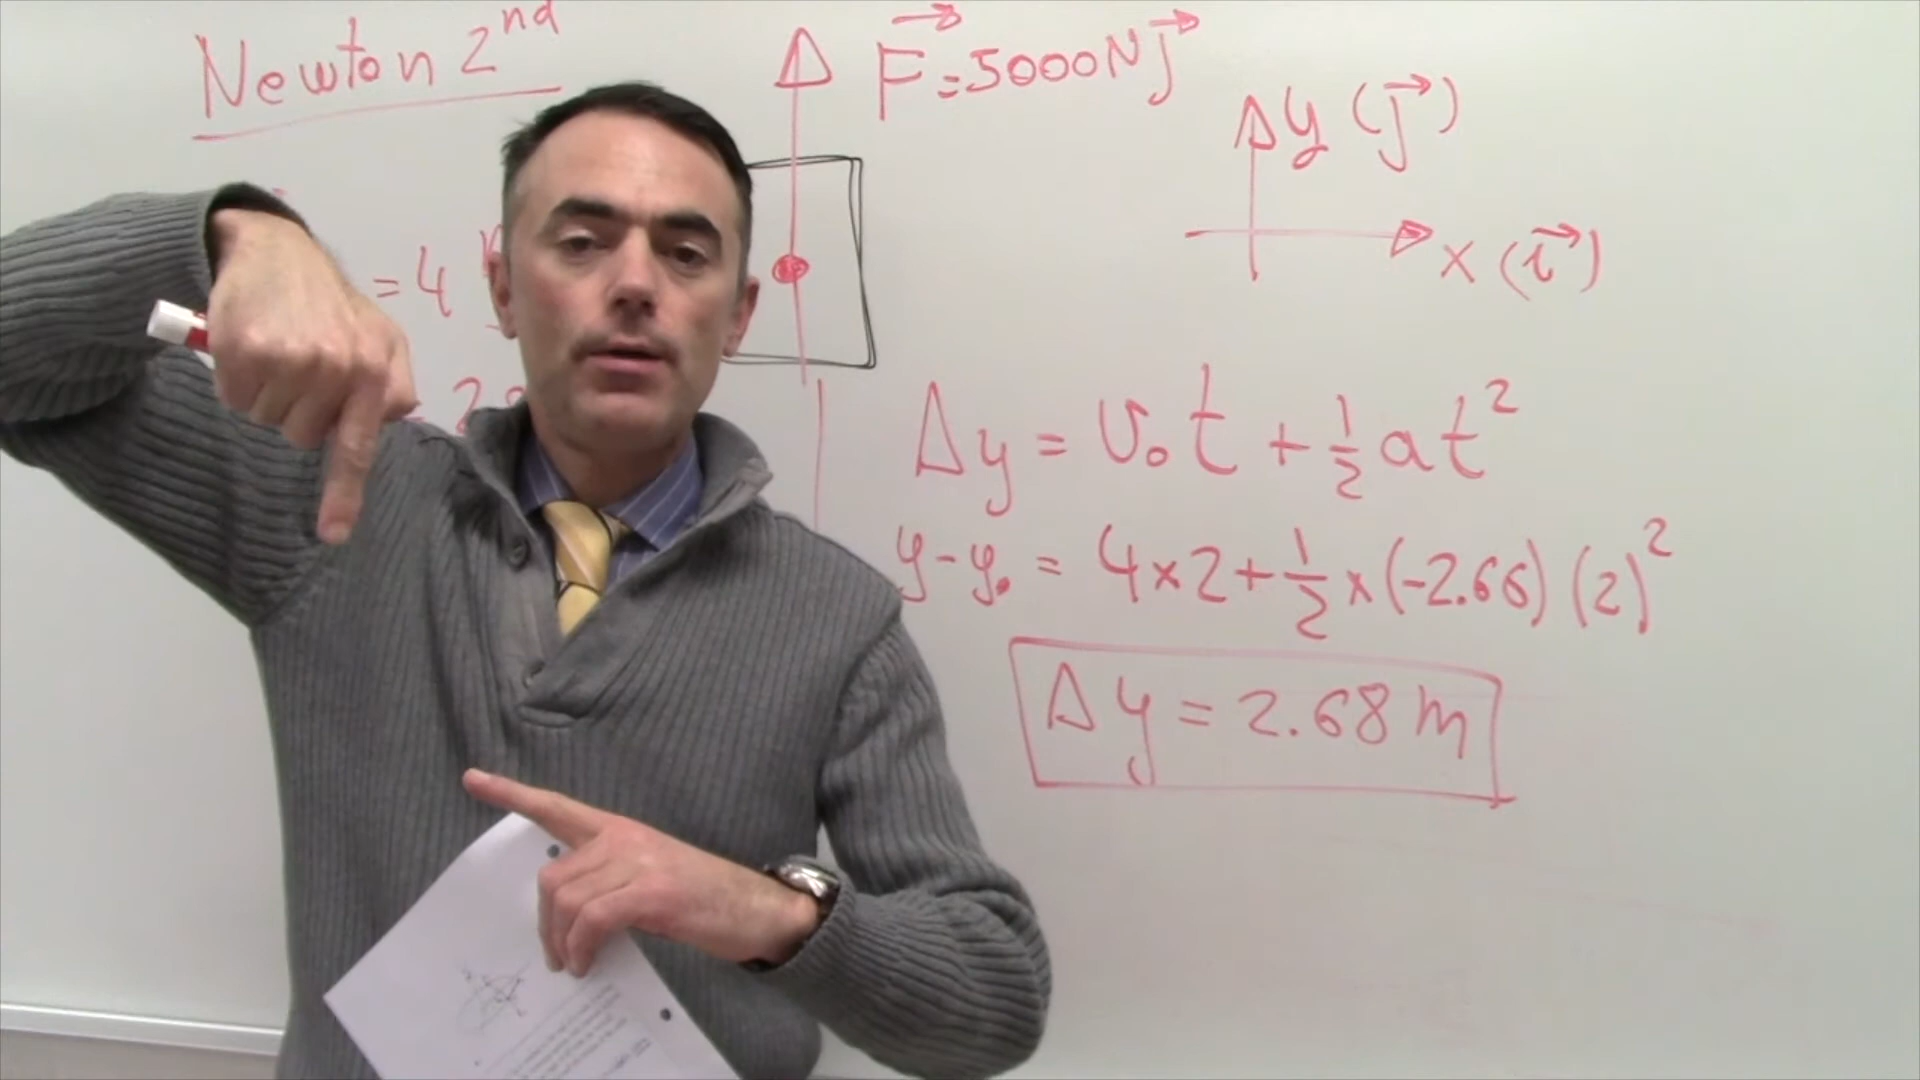 Newton 2nd
F⃗ = 5000N j⃗
y (j⃗)
x (i⃗)
= 4
Δy = v₀t + ½at²
y - y₀ = 4×2 + ½ × (-2.66) (2)²
Δy = 2.68 m